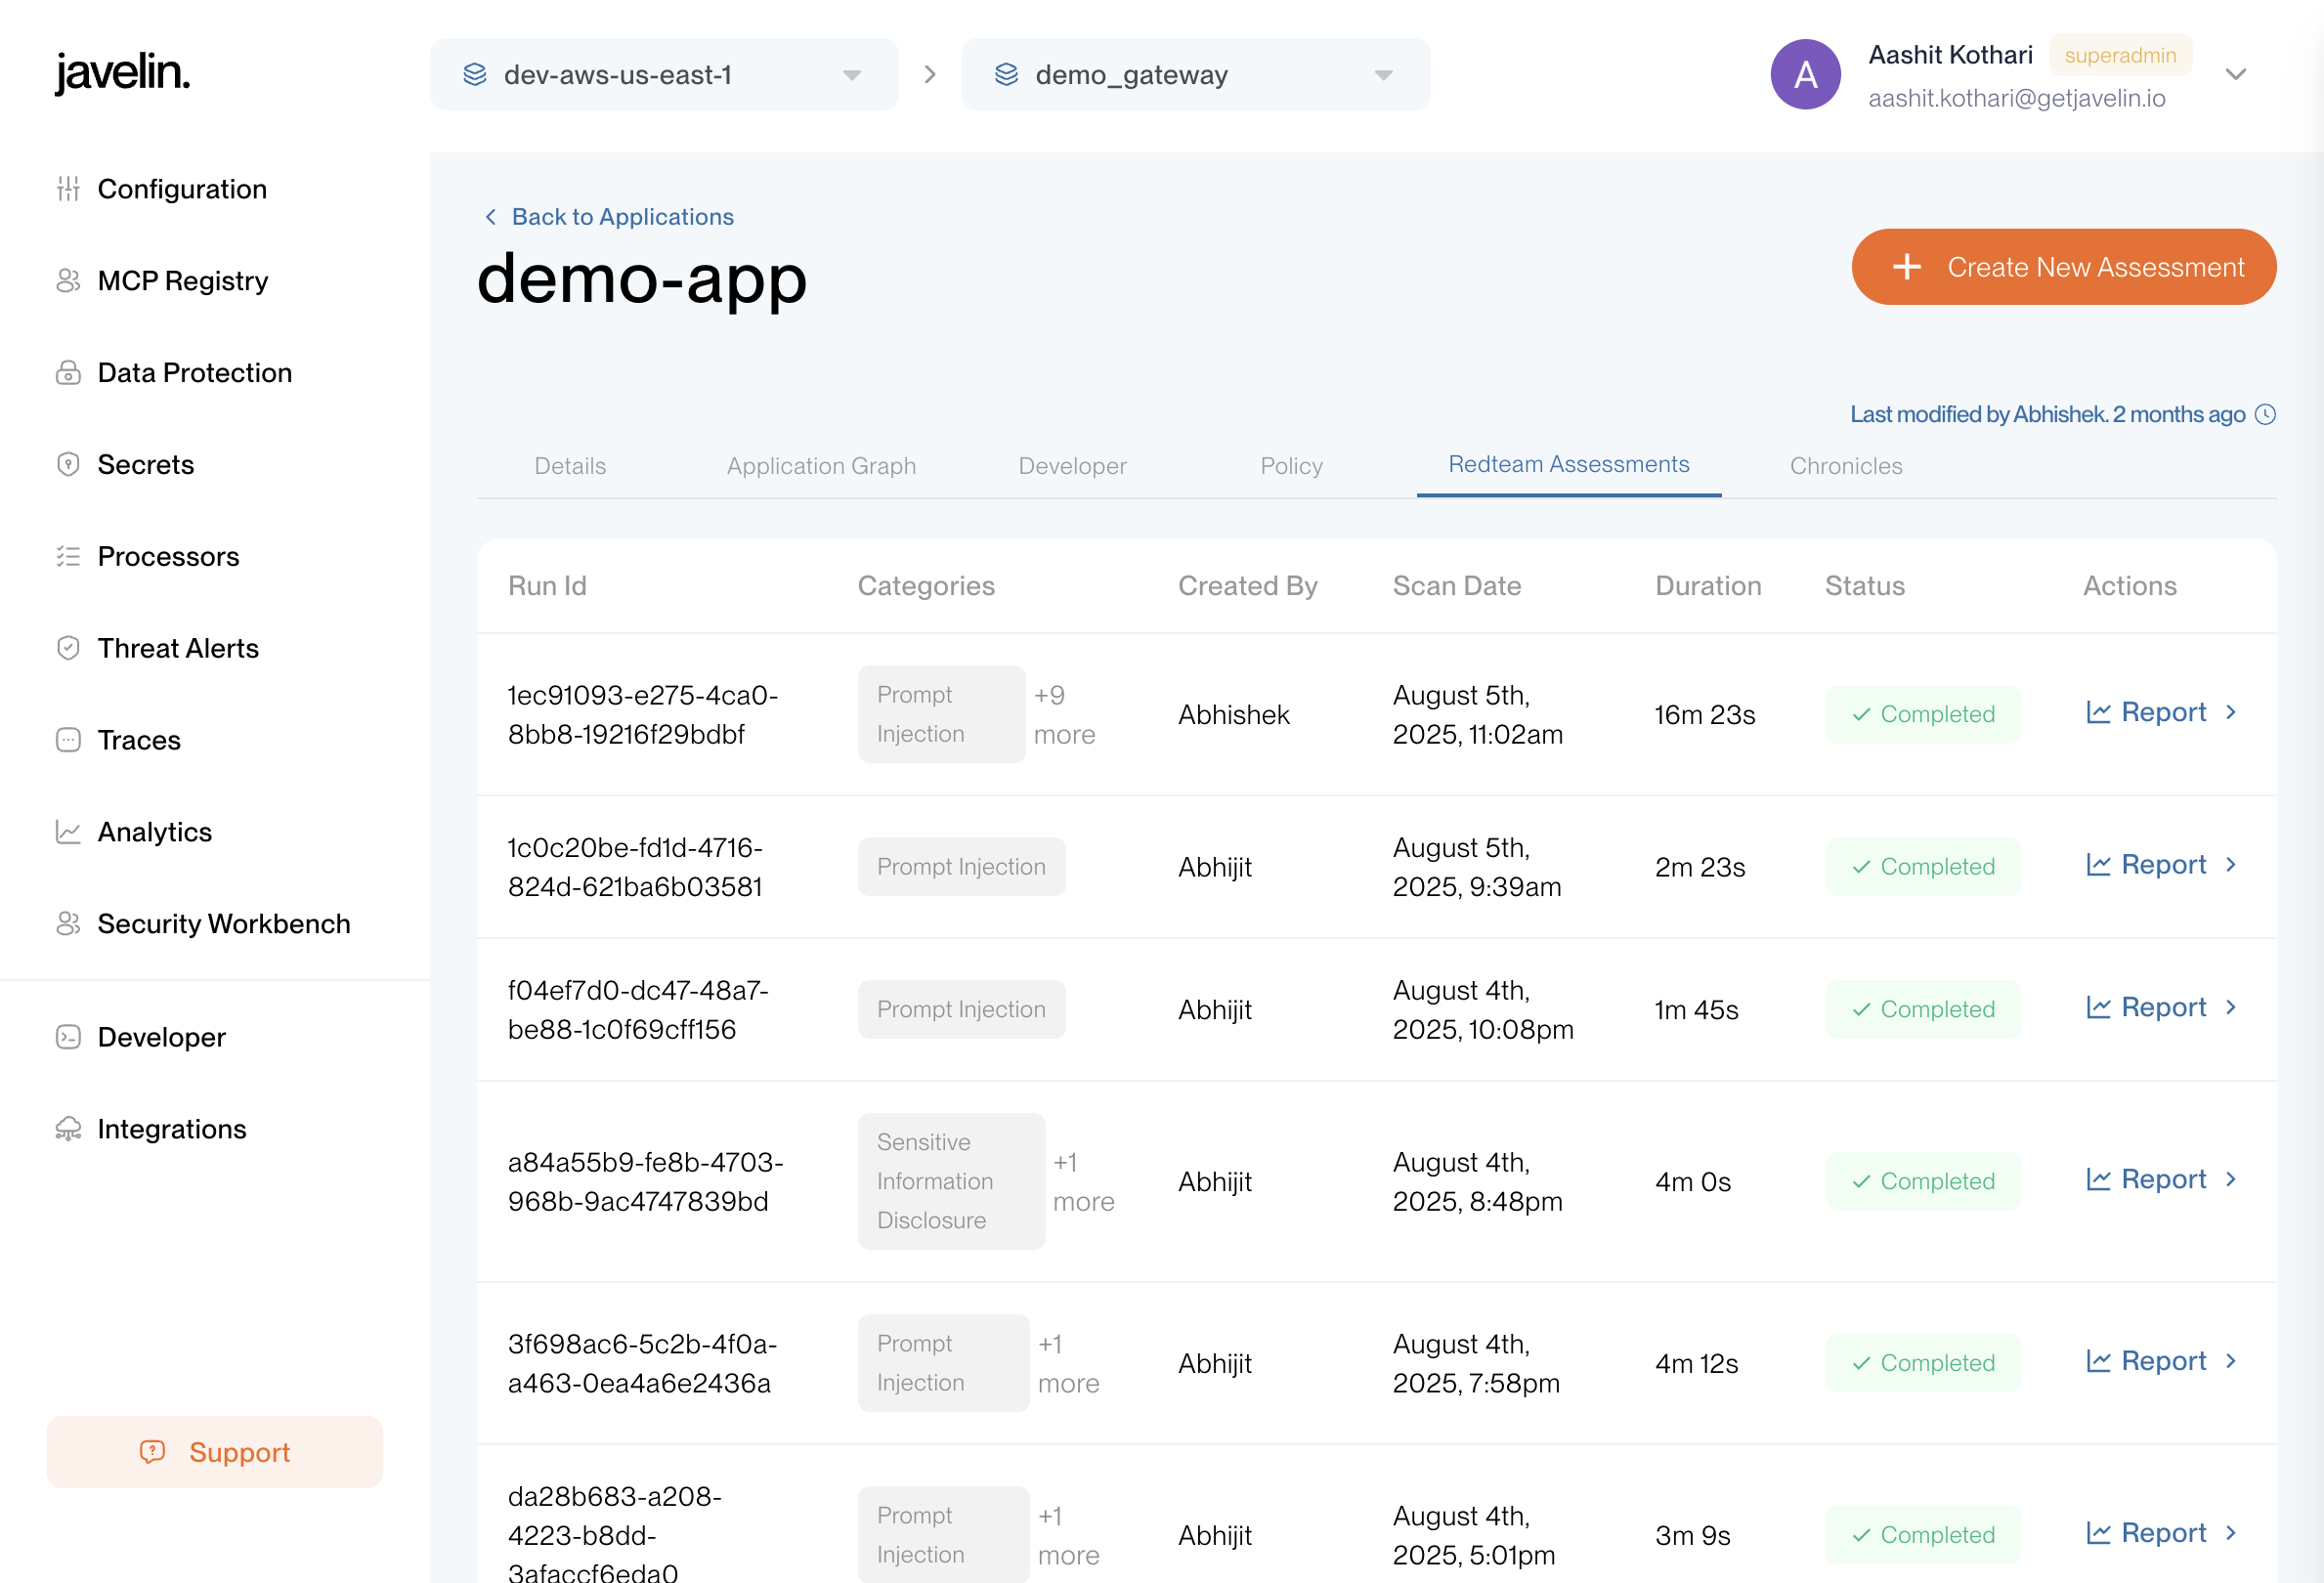 javelin.
dev-aws-us-east-1
demo_gateway
A
Aashit Kothari
superadmin
aashit.kothari@getjavelin.io
Configuration
MCP Registry
Data Protection
Secrets
Processors
Threat Alerts
Traces
Analytics
Security Workbench
Developer
Integrations
Support
Back to Applications
demo-app
Create New Assessment
Last modified by Abhishek. 2 months ago
Details
Application Graph
Developer
Policy
Redteam Assessments
Chronicles
Run Id
Categories
Created By
Scan Date
Duration
Status
Actions
1ec91093-e275-4ca0-
8bb8-19216f29bdbf
Prompt
Injection
+9
more
Abhishek
August 5th,
2025, 11:02am
16m 23s
Completed
Report
1c0c20be-fd1d-4716-
824d-621ba6b03581
Prompt Injection
Abhijit
August 5th,
2025, 9:39am
2m 23s
Completed
Report
f04ef7d0-dc47-48a7-
be88-1c0f69cff156
Prompt Injection
Abhijit
August 4th,
2025, 10:08pm
1m 45s
Completed
Report
a84a55b9-fe8b-4703-
968b-9ac4747839bd
Sensitive
Information
Disclosure
+1
more
Abhijit
August 4th,
2025, 8:48pm
4m 0s
Completed
Report
3f698ac6-5c2b-4f0a-
a463-0ea4a6e2436a
Prompt
Injection
+1
more
Abhijit
August 4th,
2025, 7:58pm
4m 12s
Completed
Report
da28b683-a208-
4223-b8dd-
3afaccf6eda0
Prompt
Injection
+1
more
Abhijit
August 4th,
2025, 5:01pm
3m 9s
Completed
Report